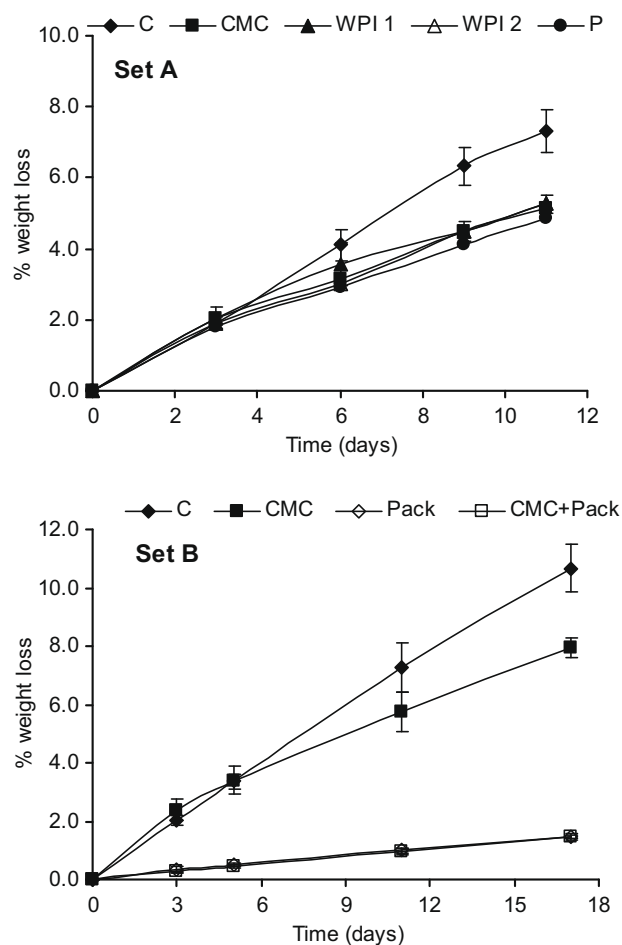 C CMC WPI 1 WPI 2 P
Set A
10.0
8.0
6.0
4.0
2.0
0.0
% weight loss
0 2 4 6 8 10 12
Time (days)
C CMC Pack CMC+Pack
Set B
12.0
10.0
8.0
6.0
4.0
2.0
0.0
% weight loss
0 3 6 9 12 15 18
Time (days)